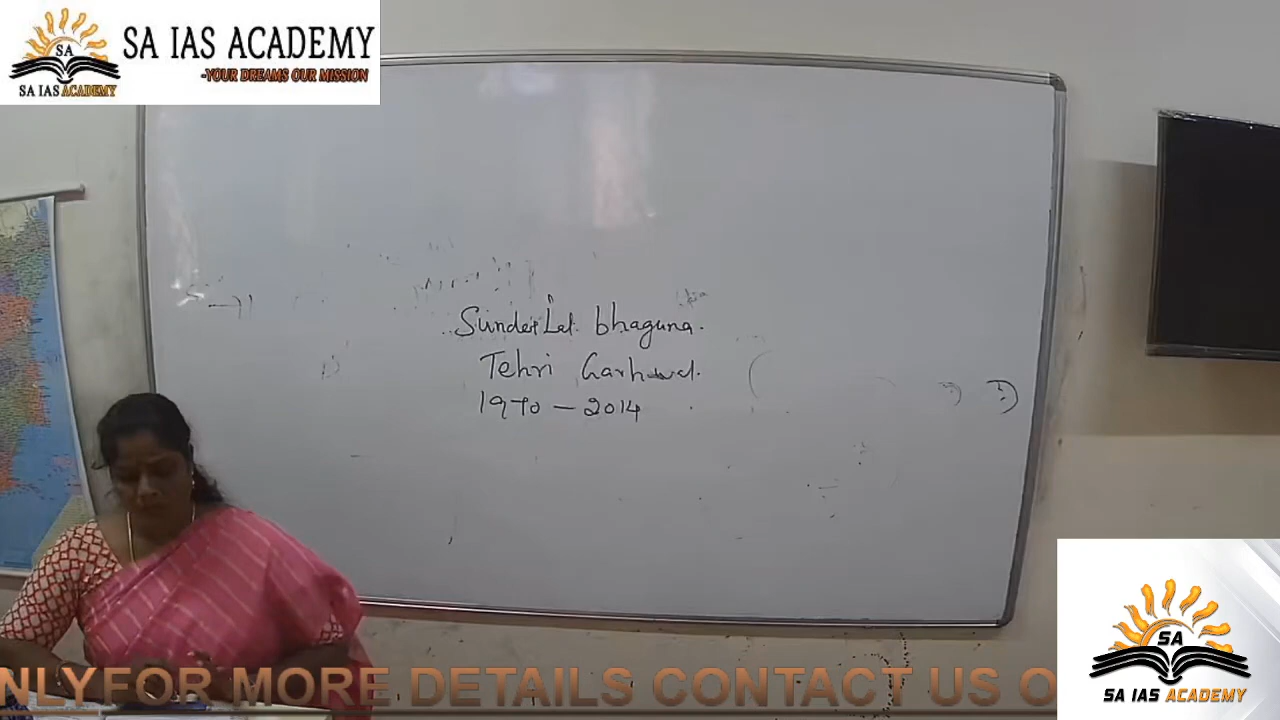 SA
SA IAS ACADEMY
SA IAS ACADEMY
-YOUR DREAMS OUR MISSION
Sunder Lal bhaguna.
Tehri Garhwal.
1970 – 2014
NLYFOR MORE DETAILS CONTACT US O
SA
SA IAS ACADEMY